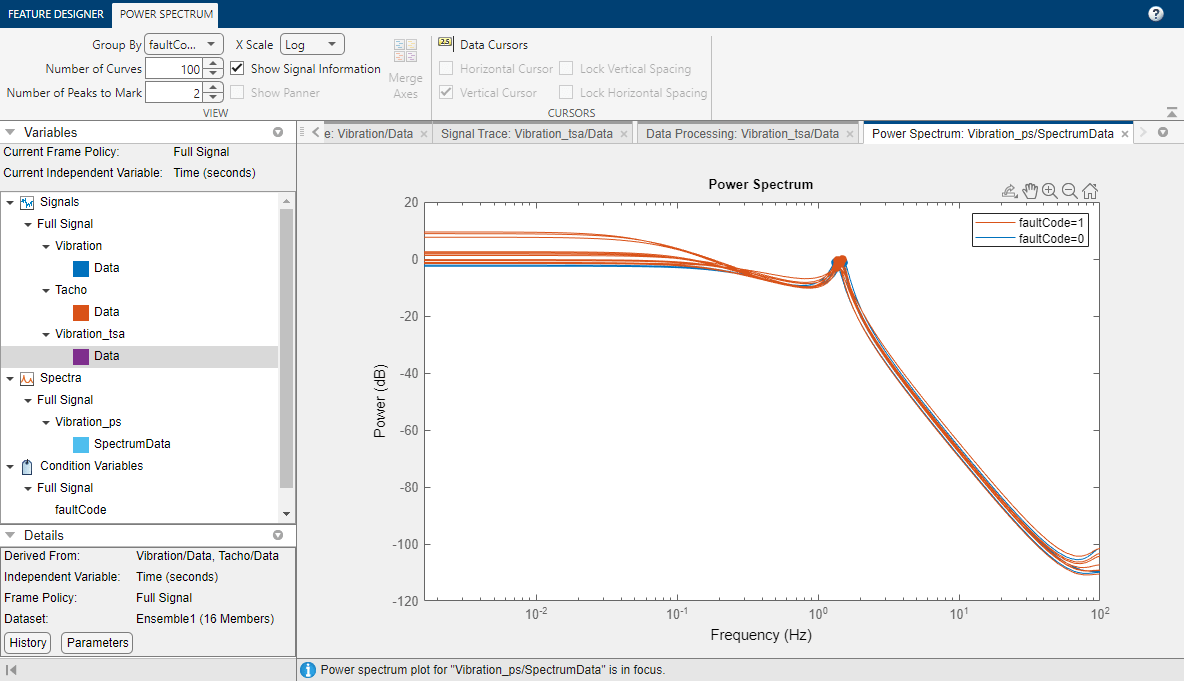 FEATURE DESIGNER POWER SPECTRUM ?
Group By faultCo... X Scale Log
Number of Curves 100 Show Signal Information
Number of Peaks to Mark 2 Show Panner
Merge
Axes
VIEW
2.5 Data Cursors
Horizontal Cursor Lock Vertical Spacing
Vertical Cursor Lock Horizontal Spacing
CURSORS
Variables
Current Frame Policy: Full Signal
Current Independent Variable: Time (seconds)
Signals
Full Signal
Vibration
Data
Tacho
Data
Vibration_tsa
Data
Spectra
Full Signal
Vibration_ps
SpectrumData
Condition Variables
Full Signal
faultCode
Details
Derived From: Vibration/Data, Tacho/Data
Independent Variable: Time (seconds)
Frame Policy: Full Signal
Dataset: Ensemble1 (16 Members)
History Parameters
e: Vibration/Data × Signal Trace: Vibration_tsa/Data × Data Processing: Vibration_tsa/Data × Power Spectrum: Vibration_ps/SpectrumData ×
Power Spectrum
faultCode=1
faultCode=0
20
0
-20
-40
-60
-80
-100
-120
Power (dB)
10-2 10-1 100 101 102
Frequency (Hz)
Power spectrum plot for "Vibration_ps/SpectrumData" is in focus.